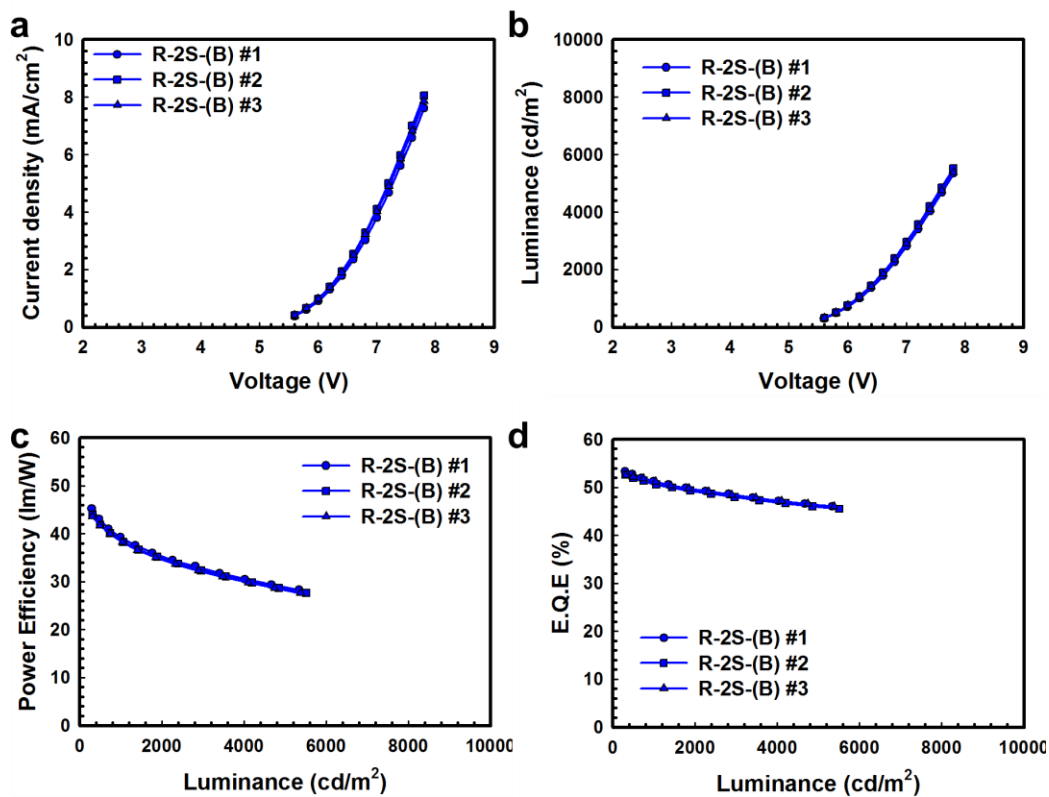 a
Current density (mA/cm²)
10
8
6
4
2
0
R-2S-(B) #1
R-2S-(B) #2
R-2S-(B) #3
2 3 4 5 6 7 8 9
Voltage (V)
b
Luminance (cd/m²)
10000
8000
6000
4000
2000
0
R-2S-(B) #1
R-2S-(B) #2
R-2S-(B) #3
2 3 4 5 6 7 8 9
Voltage (V)
c
Power Efficiency (lm/W)
60
50
40
30
20
10
0
R-2S-(B) #1
R-2S-(B) #2
R-2S-(B) #3
0 2000 4000 6000 8000 10000
Luminance (cd/m²)
d
E.Q.E (%)
60
50
40
30
20
10
0
R-2S-(B) #1
R-2S-(B) #2
R-2S-(B) #3
0 2000 4000 6000 8000 10000
Luminance (cd/m²)